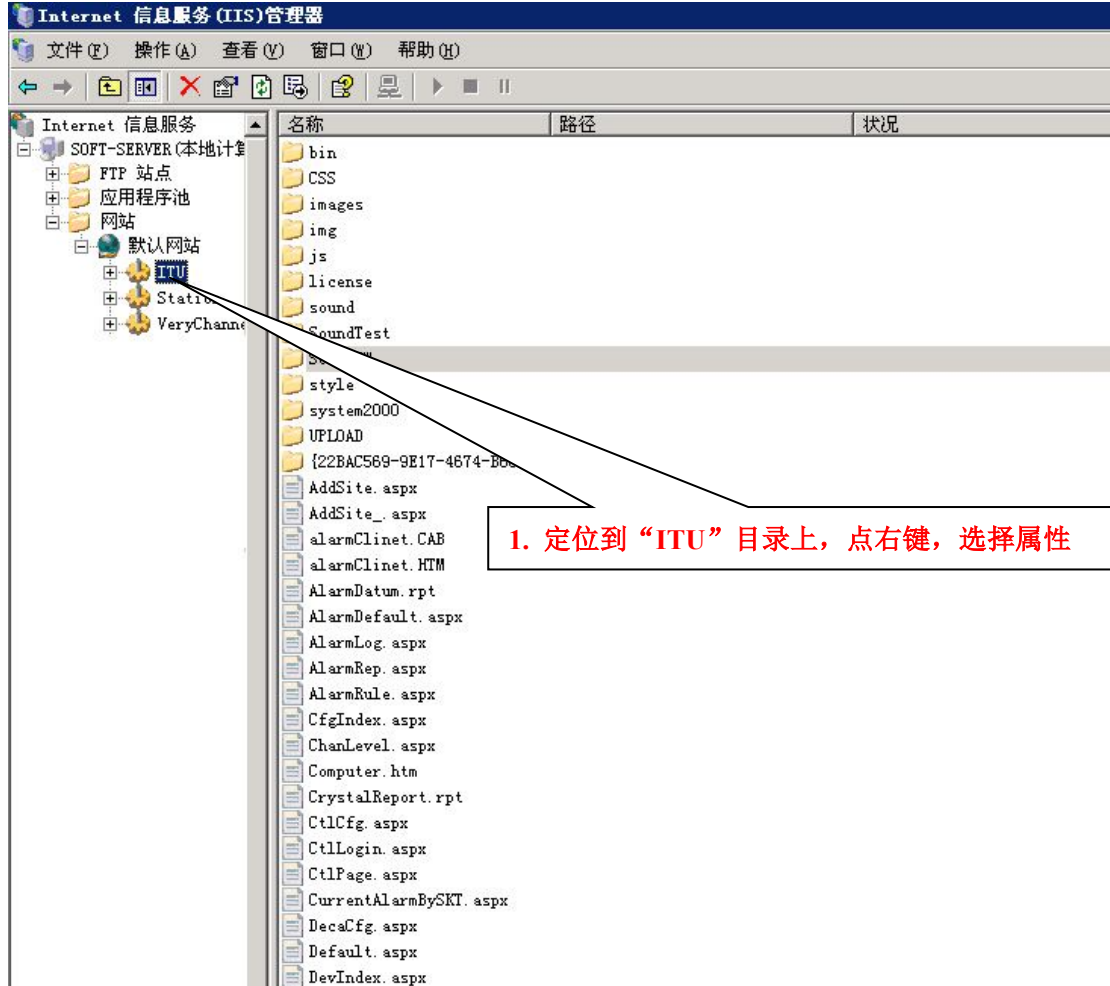 Internet 信息服务(IIS)管理器
文件(F) 操作(A) 查看(V) 窗口(W) 帮助(H)
Internet 信息服务
SOFT-SERVER(本地计算
FTP 站点
应用程序池
网站
默认网站
ITU
VeryChanne
名称 路径 状况
bin
CSS
images
img
js
license
sound
SoundTest
style
system2000
UPLOAD
{22BAC569-9E17-4674-B
AddSite.aspx
AddSite_.aspx
alarmClinet.CAB
alarmClinet.HTM
AlarmDatum.rpt
AlarmDefault.aspx
AlarmLog.aspx
AlarmRep.aspx
AlarmRule.aspx
CfgIndex.aspx
ChanLevel.aspx
Computer.htm
CrystalReport.rpt
CtlCfg.aspx
CtlLogin.aspx
CtlPage.aspx
CurrentAlarmBySKT.aspx
DecaCfg.aspx
Default.aspx
DevIndex.aspx
1. 定位到“ITU”目录上，点右键，选择属性